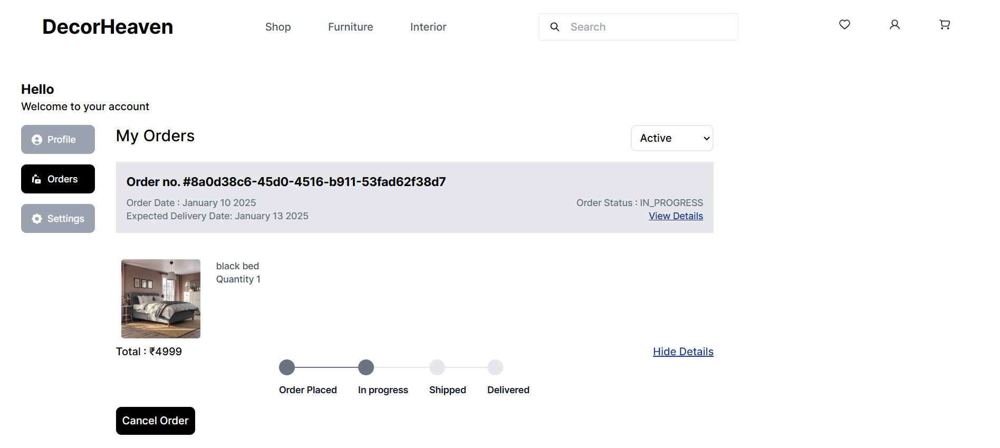 DecorHeaven
Shop
Furniture
Interior
Search
Hello
Welcome to your account
Profile
Orders
Settings
My Orders
Active
Order no. #8a0d38c6-45d0-4516-b911-53fad62f38d7
Order Date : January 10 2025
Expected Delivery Date: January 13 2025
Order Status : IN_PROGRESS
View Details
black bed
Quantity 1
Total : ₹4999
Hide Details
Order Placed
In progress
Shipped
Delivered
Cancel Order